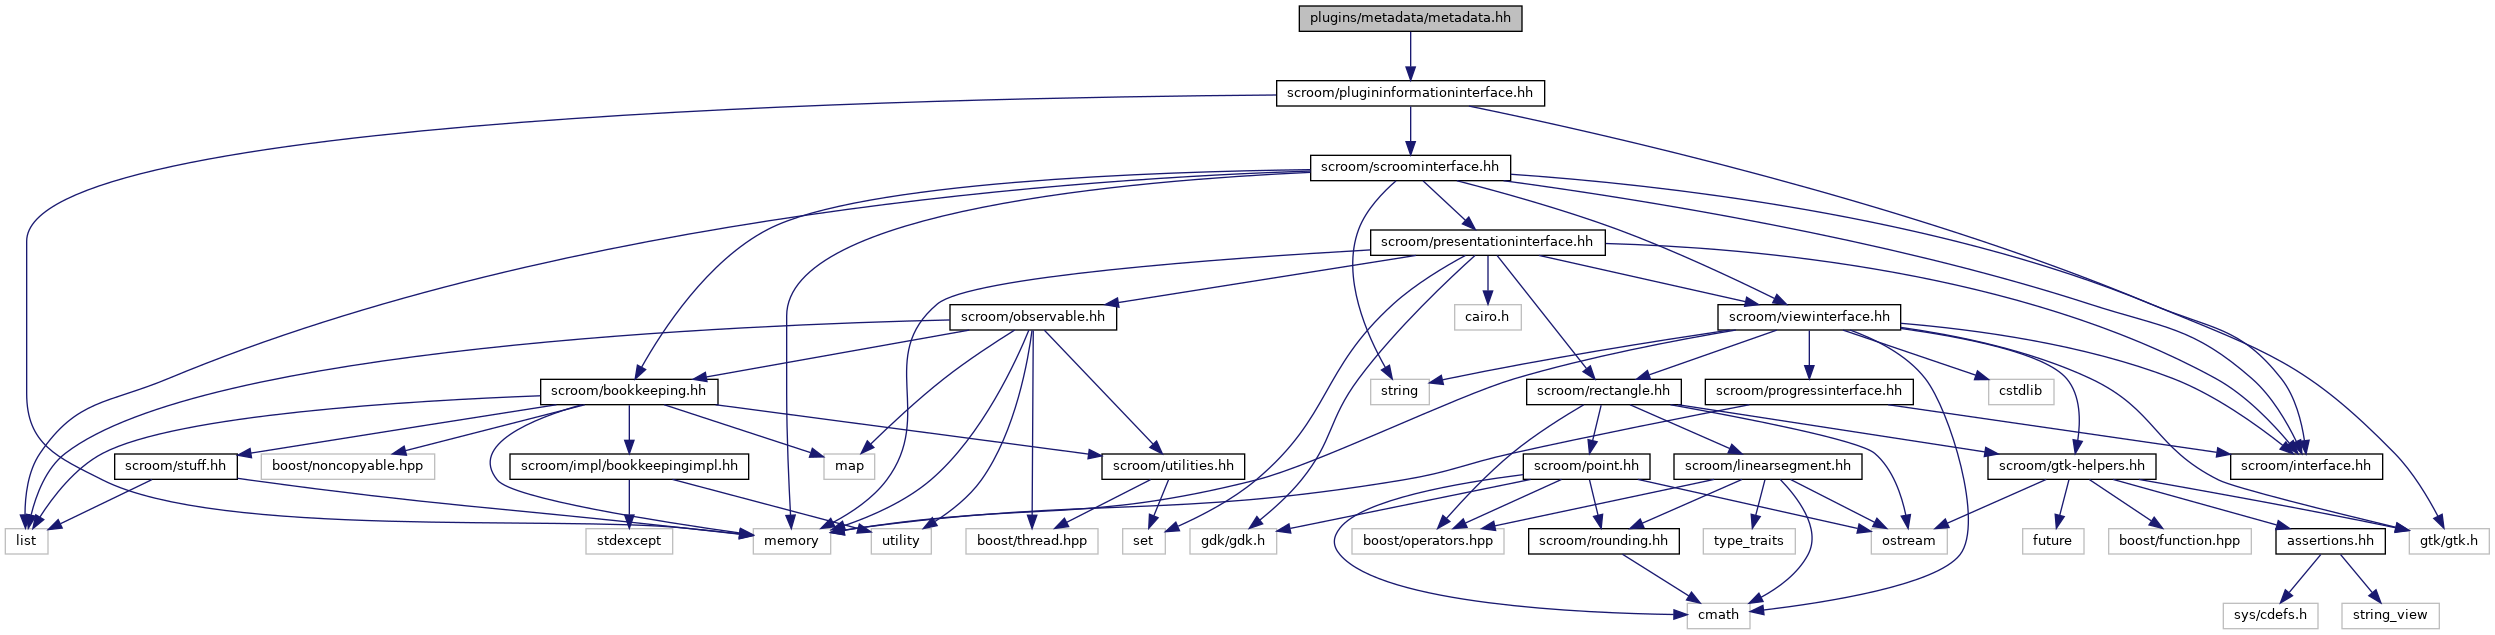 plugins/metadata/metadata.hh
scroom/plugininformationinterface.hh
scroom/scroominterface.hh
scroom/presentationinterface.hh
scroom/observable.hh
cairo.h
scroom/viewinterface.hh
scroom/bookkeeping.hh
string
scroom/rectangle.hh
scroom/progressinterface.hh
cstdlib
scroom/stuff.hh
boost/noncopyable.hpp
scroom/impl/bookkeepingimpl.hh
map
scroom/utilities.hh
scroom/point.hh
scroom/linearsegment.hh
scroom/gtk-helpers.hh
scroom/interface.hh
list
stdexcept
memory
utility
boost/thread.hpp
set
gdk/gdk.h
boost/operators.hpp
scroom/rounding.hh
type_traits
ostream
future
boost/function.hpp
assertions.hh
gtk/gtk.h
cmath
sys/cdefs.h
string_view